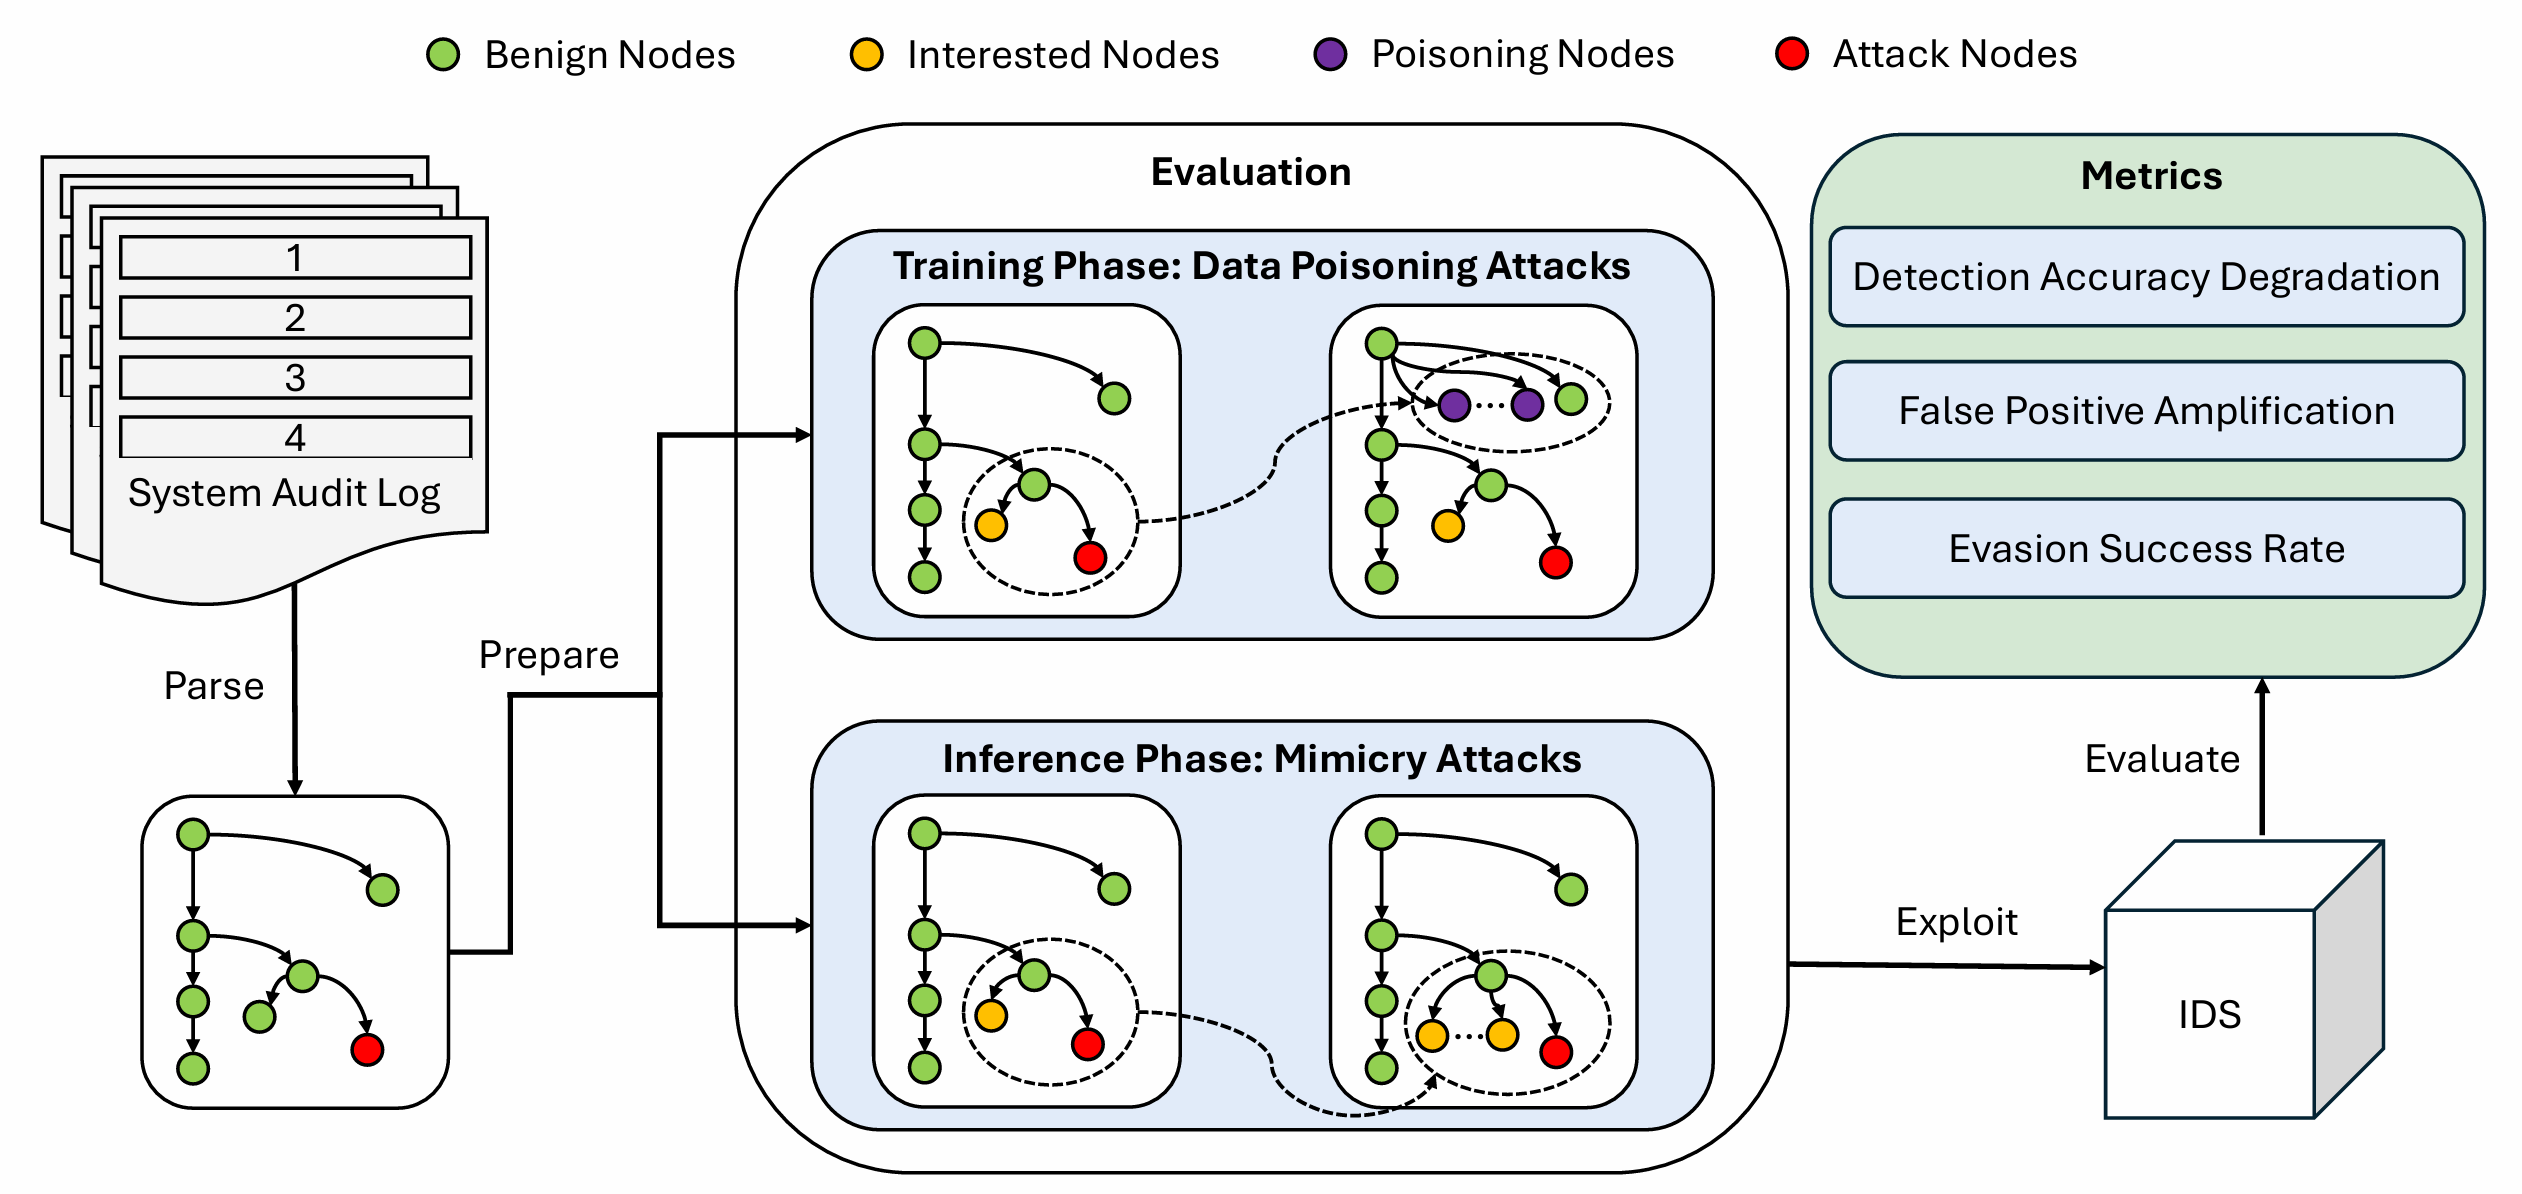 Benign Nodes
Interested Nodes
Poisoning Nodes
Attack Nodes
1
2
3
4
System Audit Log
Parse
Prepare
Evaluation
Training Phase: Data Poisoning Attacks
Inference Phase: Mimicry Attacks
Metrics
Detection Accuracy Degradation
False Positive Amplification
Evasion Success Rate
Evaluate
Exploit
IDS